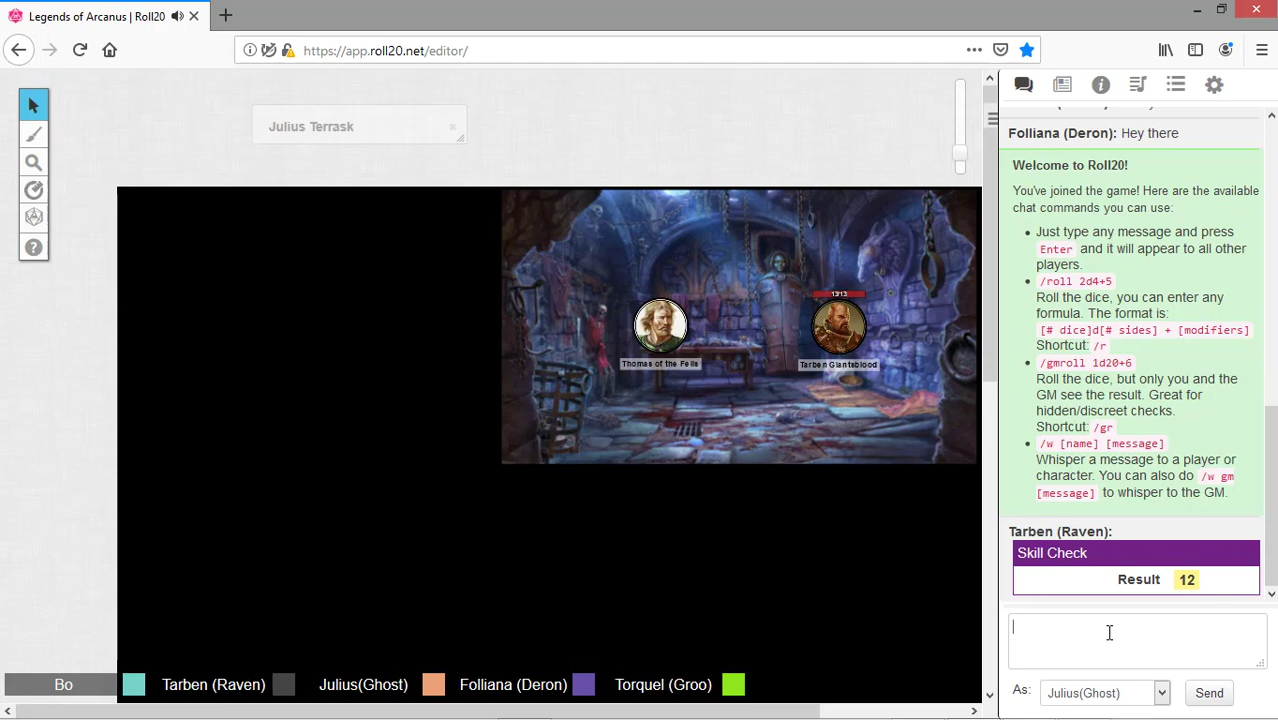 Legends of Arcanus | Roll20
https://app.roll20.net/editor/
Julius Terrask
13/13
Thomas of the Fells
Tarben Giantsblood
Folliana (Deron): Hey there
Welcome to Roll20!
You've joined the game! Here are the available
chat commands you can use:
Just type any message and press
Enter and it will appear to all other
players.
/roll 2d4+5
Roll the dice, you can enter any
formula. The format is:
[# dice]d[# sides] + [modifiers]
Shortcut: /r
/gmroll 1d20+6
Roll the dice, but only you and the
GM see the result. Great for
hidden/discreet checks.
Shortcut: /gr
/w [name] [message]
Whisper a message to a player or
character. You can also do /w gm
[message] to whisper to the GM.
Tarben (Raven):
Skill Check
Result 12
As: Julius(Ghost) Send
Bo Tarben (Raven) Julius(Ghost) Folliana (Deron) Torquel (Groo)